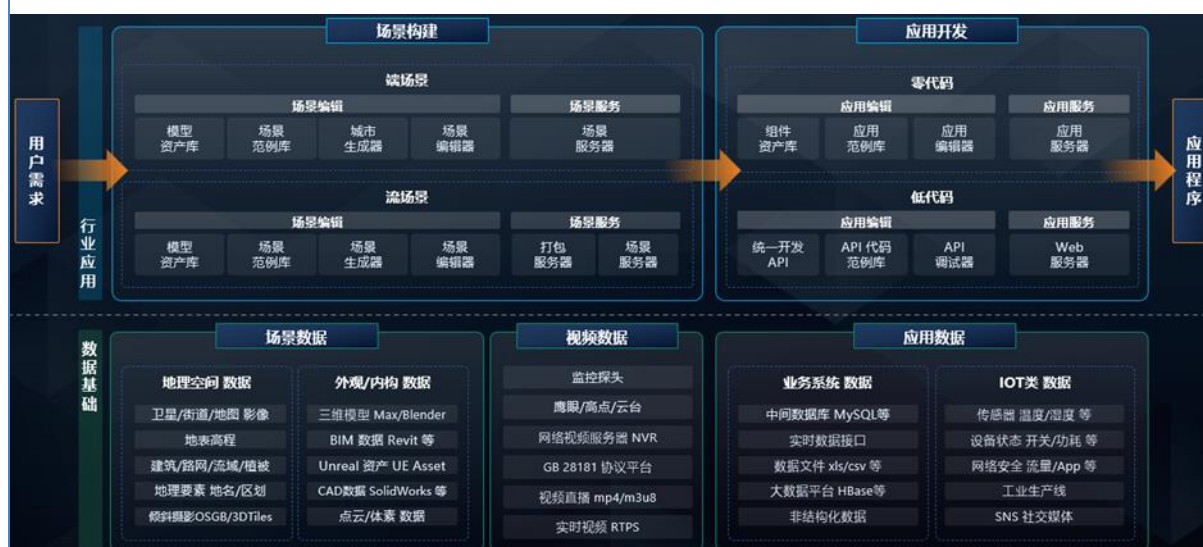 用户需求
行业应用
场景构建
端场景
场景编辑
场景服务
模型
资产库
场景
范例库
城市
生成器
场景
编辑器
场景
服务器
流场景
场景编辑
场景服务
模型
资产库
场景
范例库
场景
生成器
场景
编辑器
打包
服务器
场景
服务器
应用开发
零代码
应用编辑
应用服务
组件
资产库
应用
范例库
应用
编辑器
应用
服务器
低代码
应用编辑
应用服务
统一开发
API
API 代码
范例库
API
调试器
Web
服务器
应用程序
数据基础
场景数据
地理空间 数据
卫星/街道/地图 影像
地表高程
建筑/路网/流域/植被
地理要素 地名/区划
倾斜摄影OSGB/3DTiles
外观/内构 数据
三维模型 Max/Blender
BIM 数据 Revit 等
Unreal 资产 UE Asset
CAD数据 SolidWorks 等
点云/体素 数据
视频数据
监控探头
鹰眼/高点/云台
网络视频服务器 NVR
GB 28181 协议平台
视频直播 mp4/m3u8
实时视频 RTPS
应用数据
业务系统 数据
中间数据库 MySQL等
实时数据接口
数据文件 xls/csv 等
大数据平台 HBase等
非结构化数据
IOT类 数据
传感器 温度/湿度 等
设备状态 开关/功耗 等
网络安全 流量/App 等
工业生产线
SNS 社交媒体